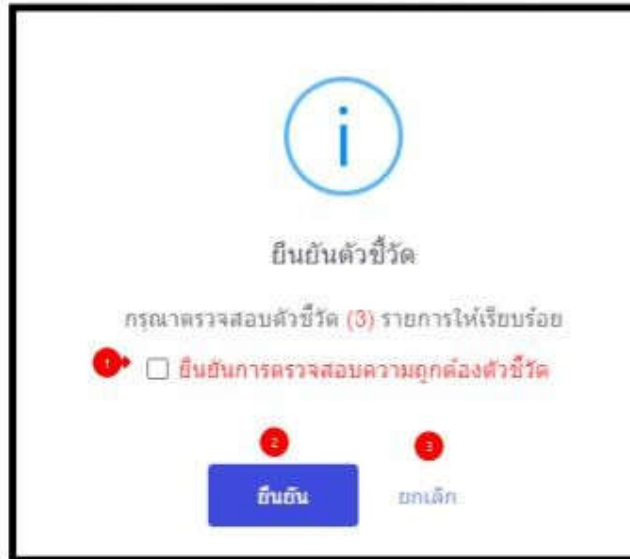 i
ยืนยันตัวชี้วัด
กรุณาตรวจสอบตัวชี้วัด (3) รายการให้เรียบร้อย
1 ยืนยันการตรวจสอบความถูกต้องตัวชี้วัด
2 3
ยืนยัน ยกเลิก